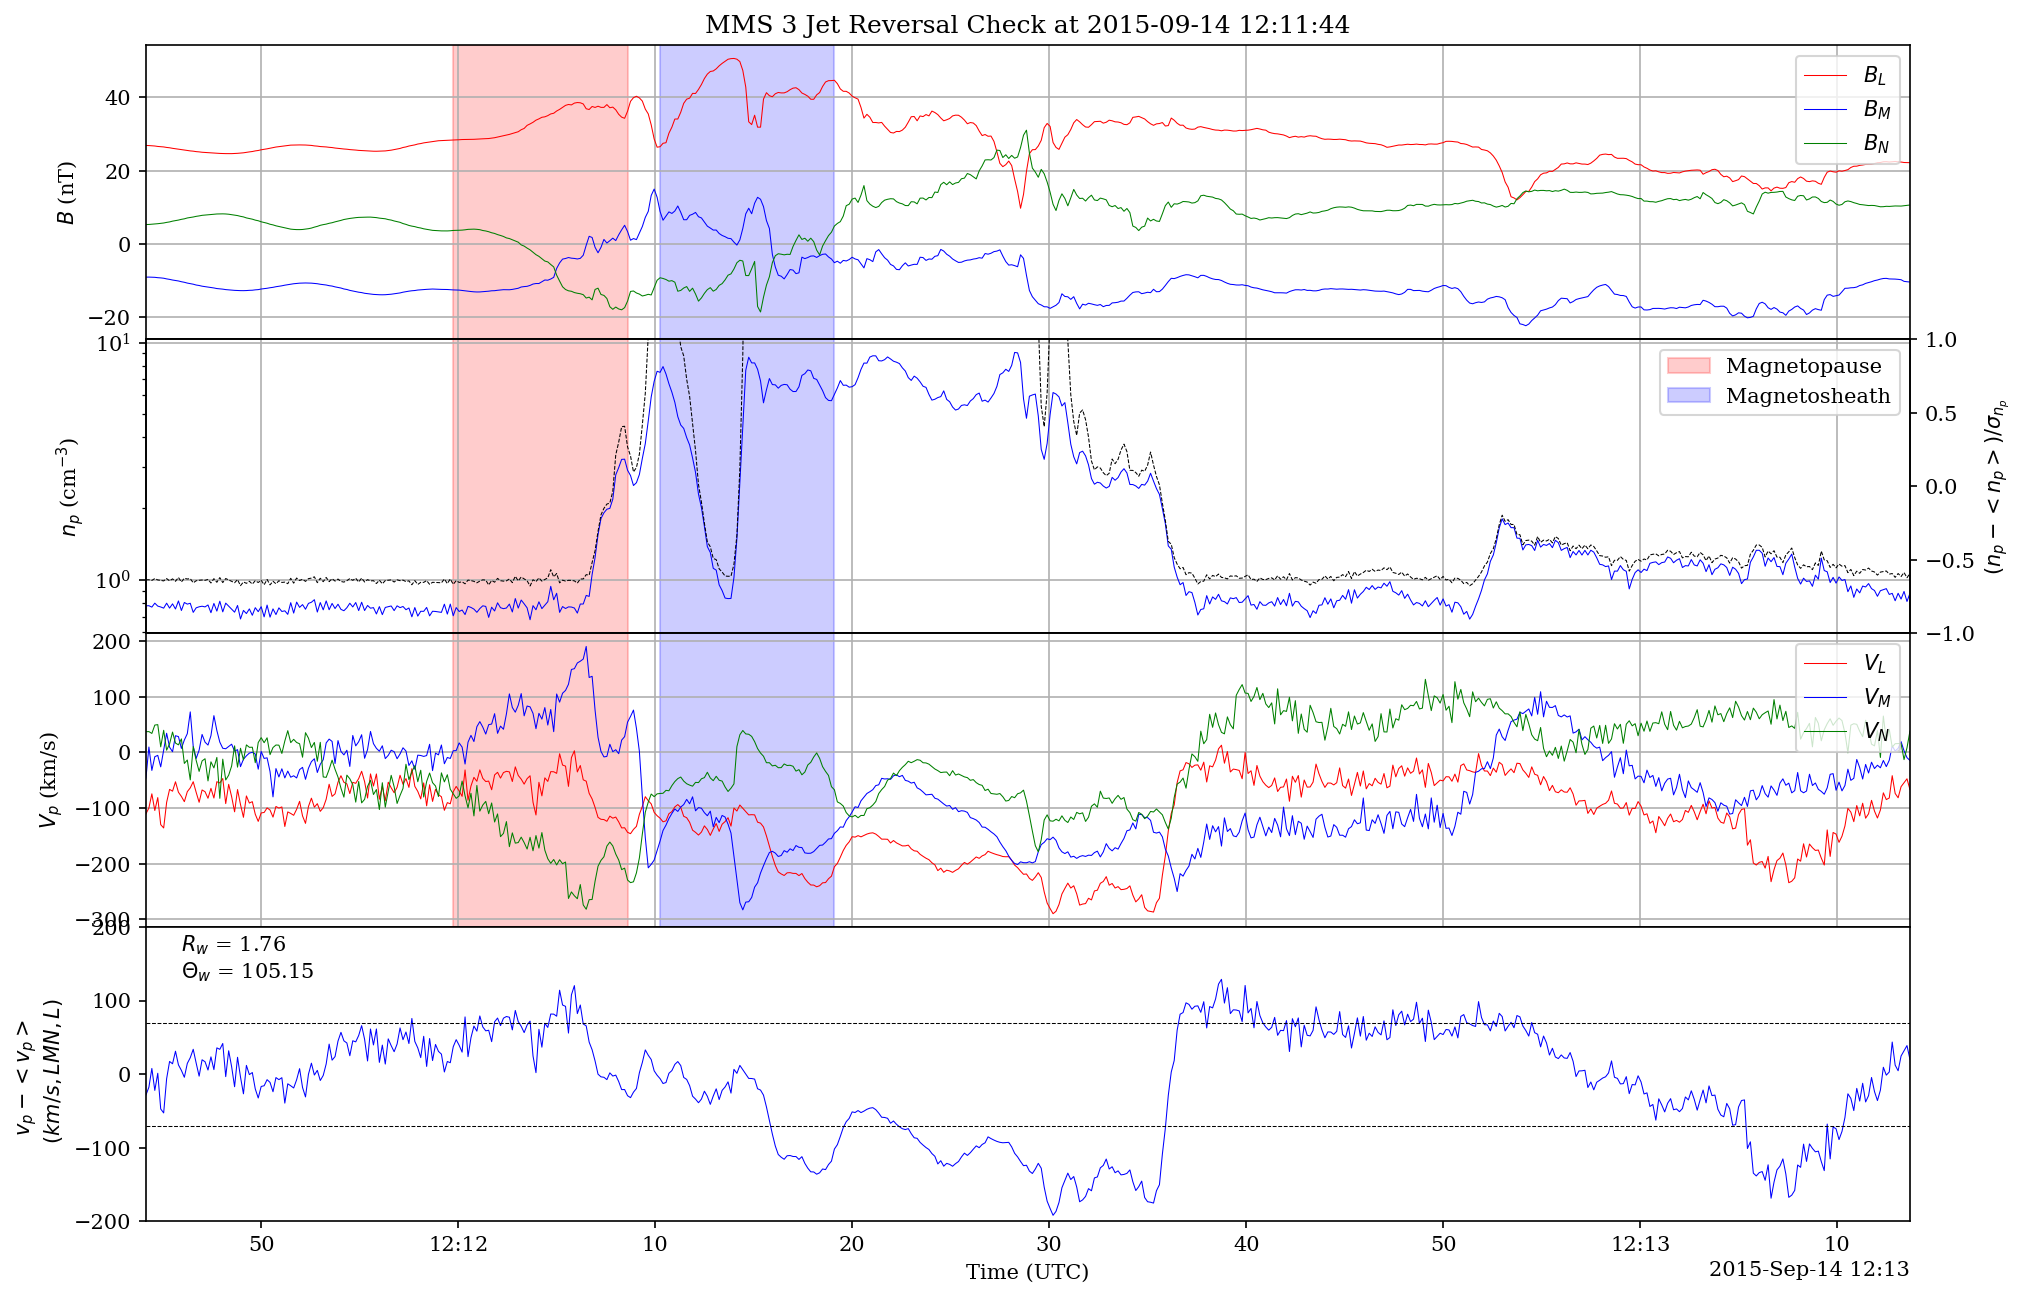 MMS 3 Jet Reversal Check at 2015-09-14 12:11:44
B (nT)
40
20
0
−20
B_L
B_M
B_N
n_p (cm^−3)
10^1
10^0
Magnetopause
Magnetosheath
1.0
0.5
0.0
−0.5
−1.0
(n_p − < n_p >)/σ_{n_p}
V_p (km/s)
200
100
0
−100
−200
−300
V_L
V_M
V_N
v_p − < v_p >
(km/s, LMN, L)
200
100
0
−100
−200
R_w = 1.76
Θ_w = 105.15
50 12:12 10 20 30 40 50 12:13 10
Time (UTC)
2015-Sep-14 12:13